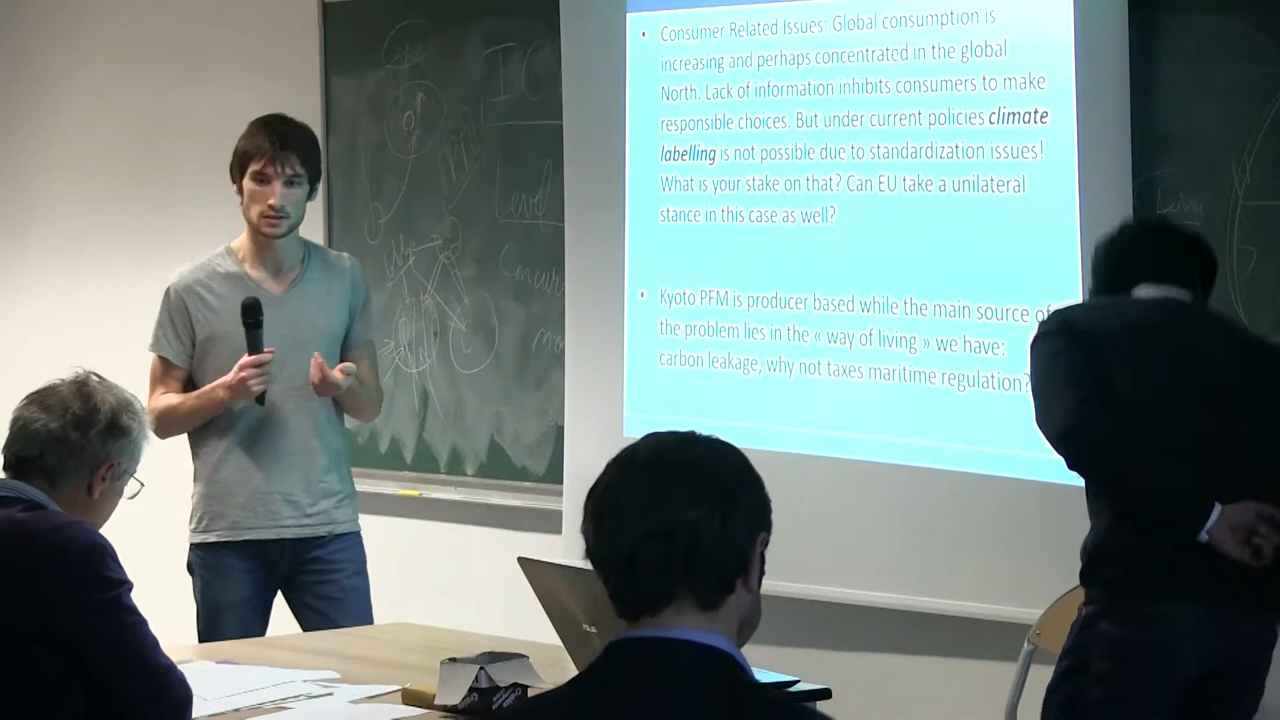 • Consumer Related Issues: Global consumption is
increasing and perhaps concentrated in the global
North. Lack of information inhibits consumers to make
responsible choices. But under current policies climate
labelling is not possible due to standardization issues!
What is your stake on that? Can EU take a unilateral
stance in this case as well?
• Kyoto PFM is producer based while the main source of
the problem lies in the « way of living » we have:
carbon leakage, why not taxes maritime regulation?
IC
Level
ASUS